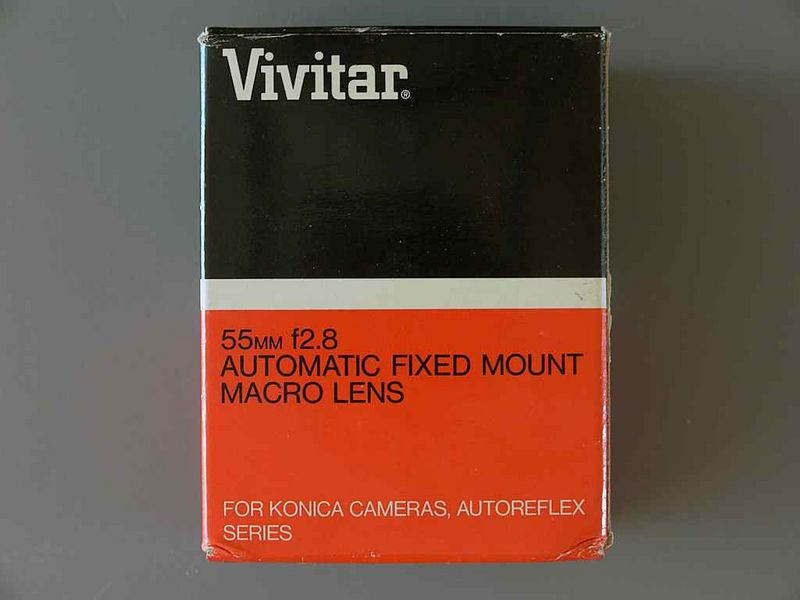 Vivitar®
55MM f2.8
AUTOMATIC FIXED MOUNT
MACRO LENS
FOR KONICA CAMERAS, AUTOREFLEX
SERIES